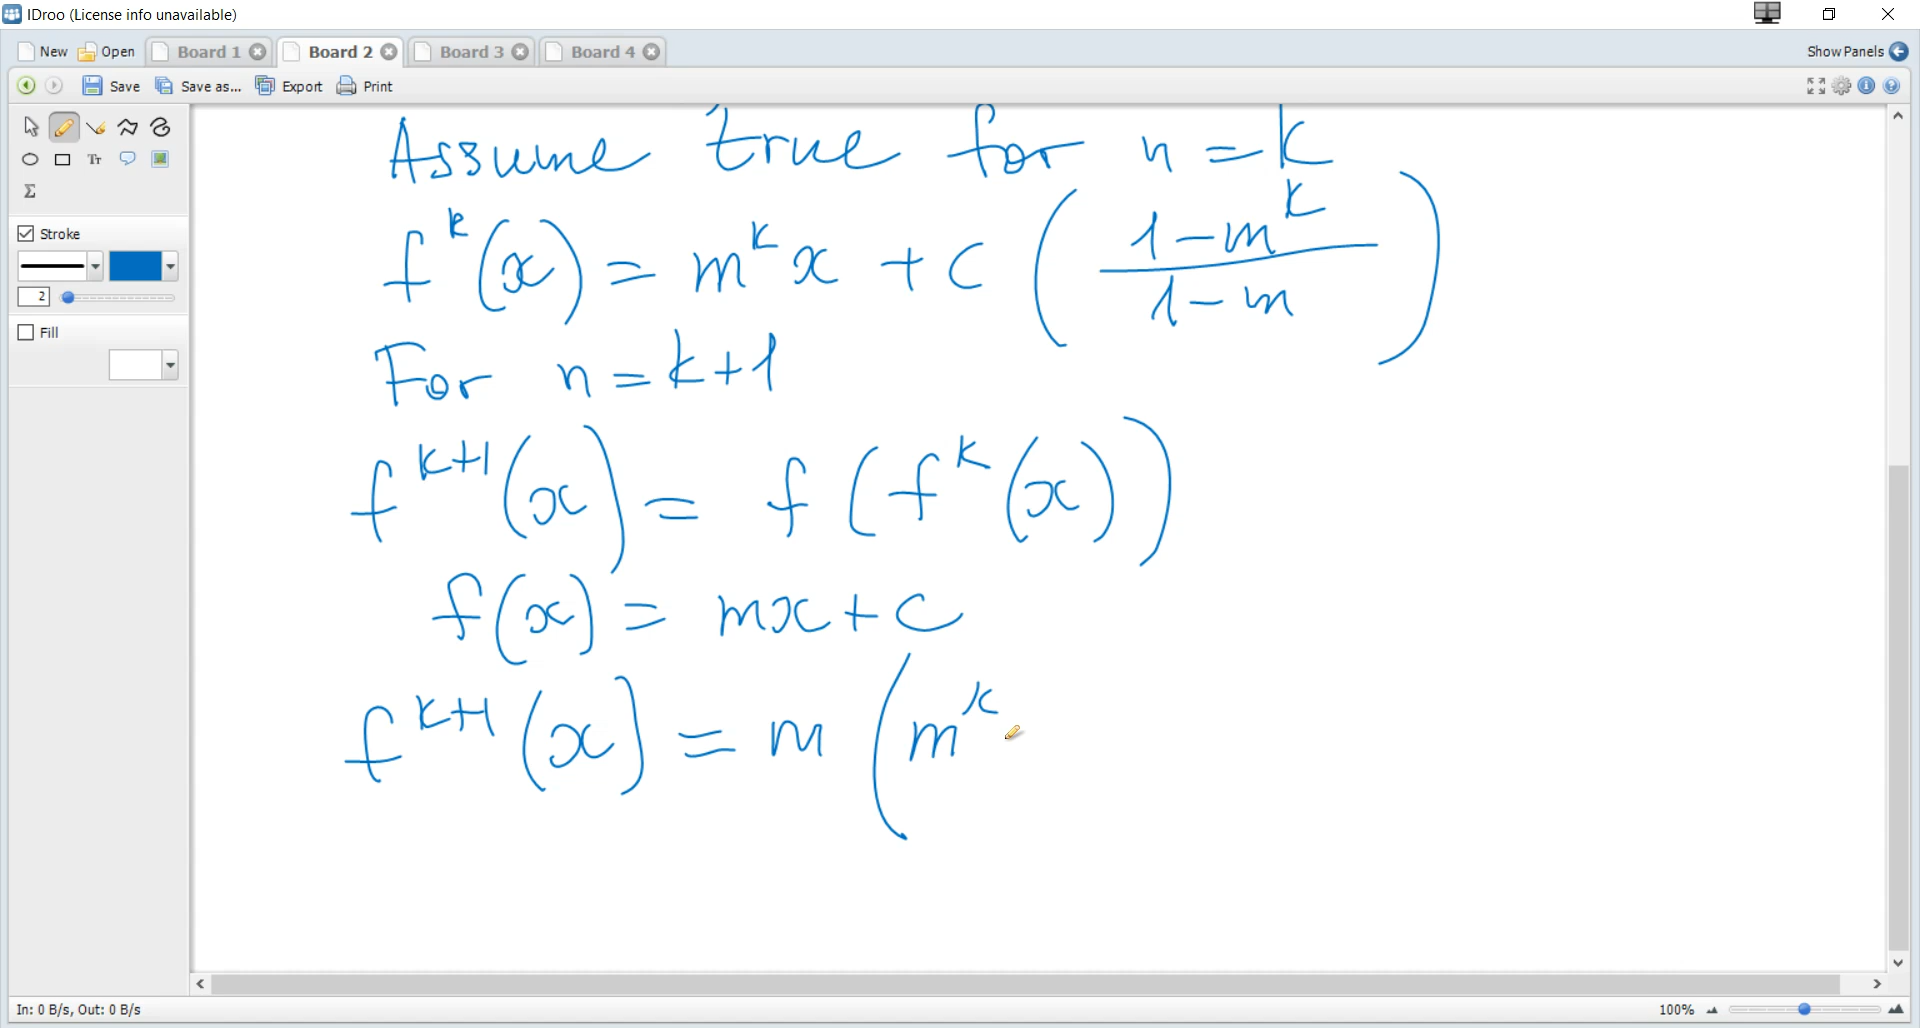 IDroo (License info unavailable)
New Open Board 1 Board 2 Board 3 Board 4 Show Panels
Save Save as... Export Print
Tt
Σ
Stroke
2
Fill
Assume true for n = k
f^k(x) = m^k x + c ( (1 - m^k) / (1 - m) )
For n = k+1
f^{k+1}(x) = f (f^k(x))
f(x) = mx + c
f^{k+1}(x) = m ( m^k
In: 0 B/s, Out: 0 B/s 100%